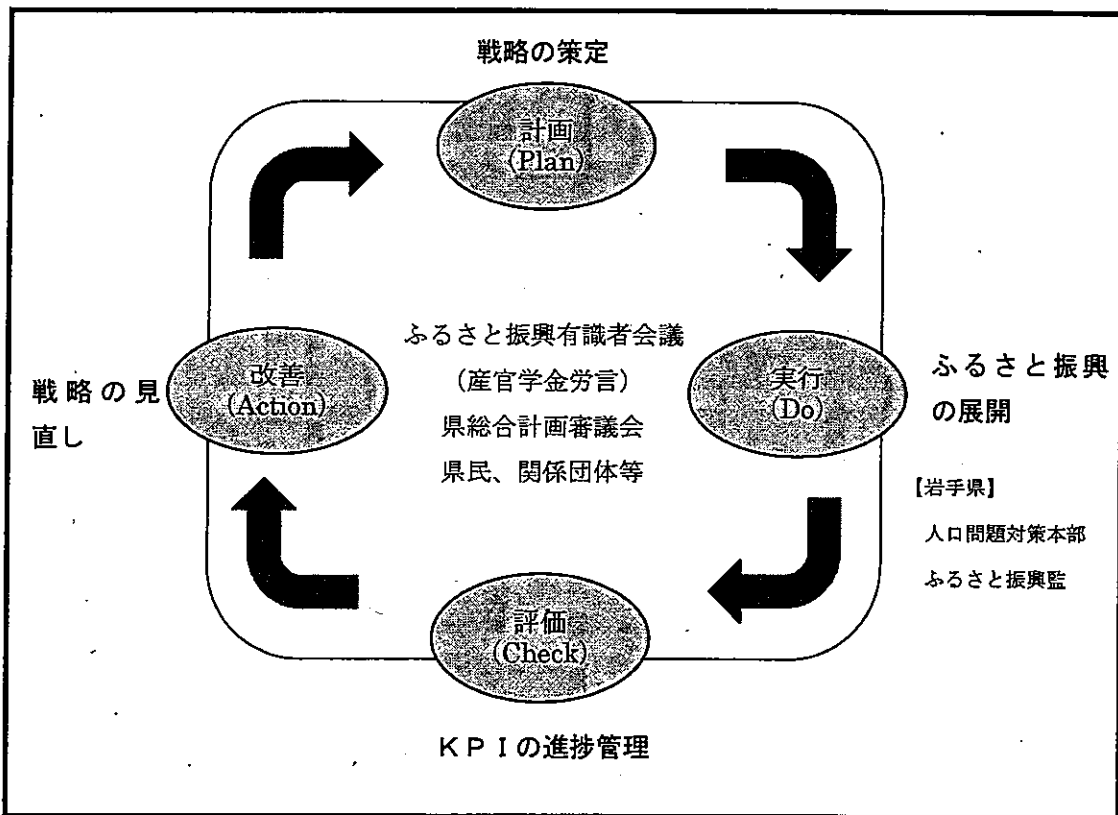 戦略の策定
計画
(Plan)
ふるさと振興有識者会議
(産官学金労言)
県総合計画審議会
県民、関係団体等
改善
(Action)
戦略の見
直し
実行
(Do)
ふるさと振興
の展開
【岩手県】
人口問題対策本部
ふるさと振興監
評価
(Check)
ＫＰＩの進捗管理